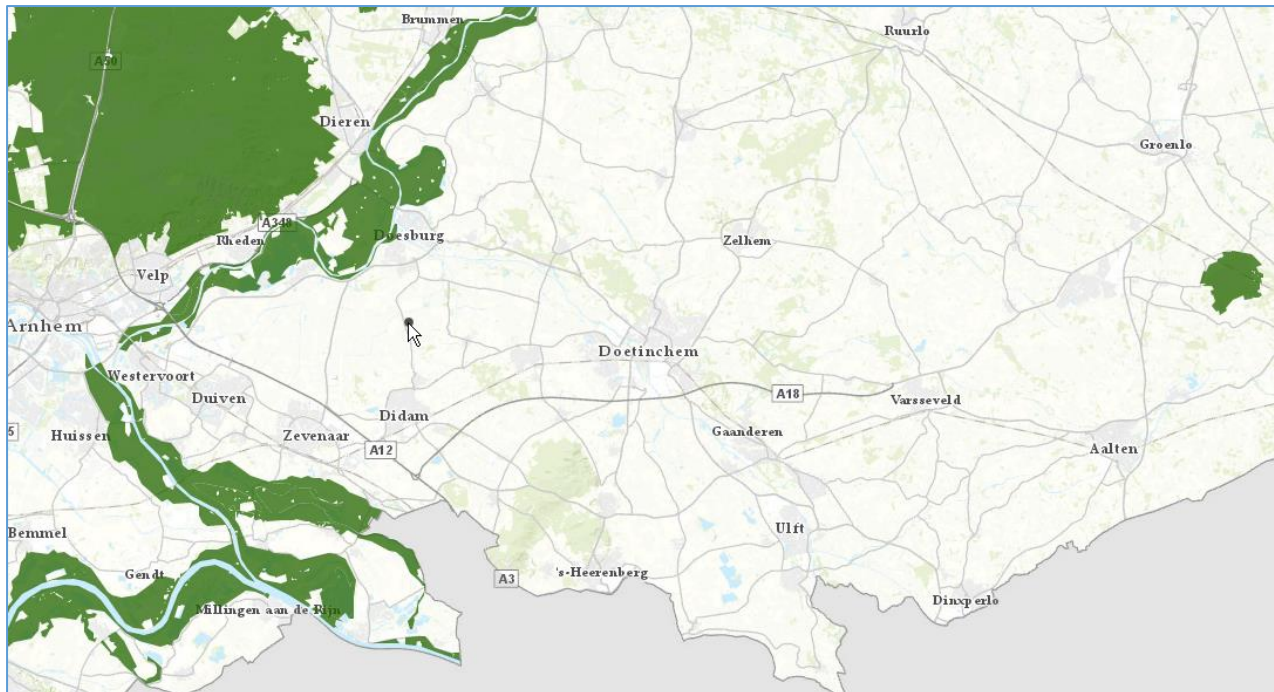 Brummen
Ruurlo
A50
Dieren
Groenlo
A348
Rheden
Doesburg
Zelhem
Velp
Arnhem
Doetinchem
Westervoort
Duiven
A18
Varsseveld
Didam
5
Huissen
Zevenaar
A12
Gaanderen
Aalten
Bemmel
Ulft
Gendt
A3
's-Heerenberg
Millingen aan de Rijn
Dinxperlo